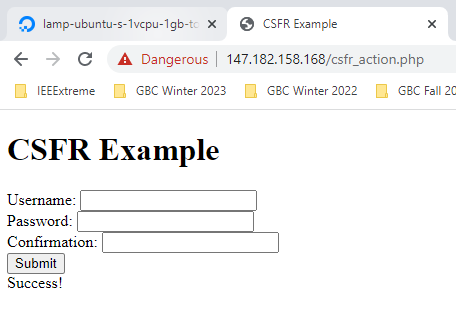 lamp-ubuntu-s-1vcpu-1gb-to
CSFR Example
Dangerous
147.182.158.168/csfr_action.php
IEEExtreme
GBC Winter 2023
GBC Winter 2022
GBC Fall 20
CSFR Example
Username:
Password:
Confirmation:
Submit
Success!